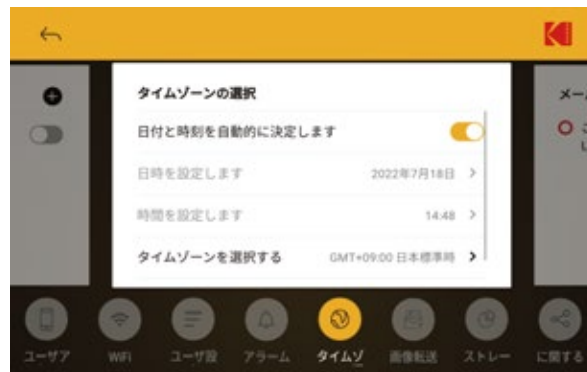 タイムゾーンの選択
日付と時刻を自動的に決定します
日時を設定します 2022年7月18日
時間を設定します 14:48
タイムゾーンを選択する GMT+09:00 日本標準時
メー
ユーザア
WiFi
ユーザ設
アラーム
タイムゾ
画像転送
ストレー
に関する